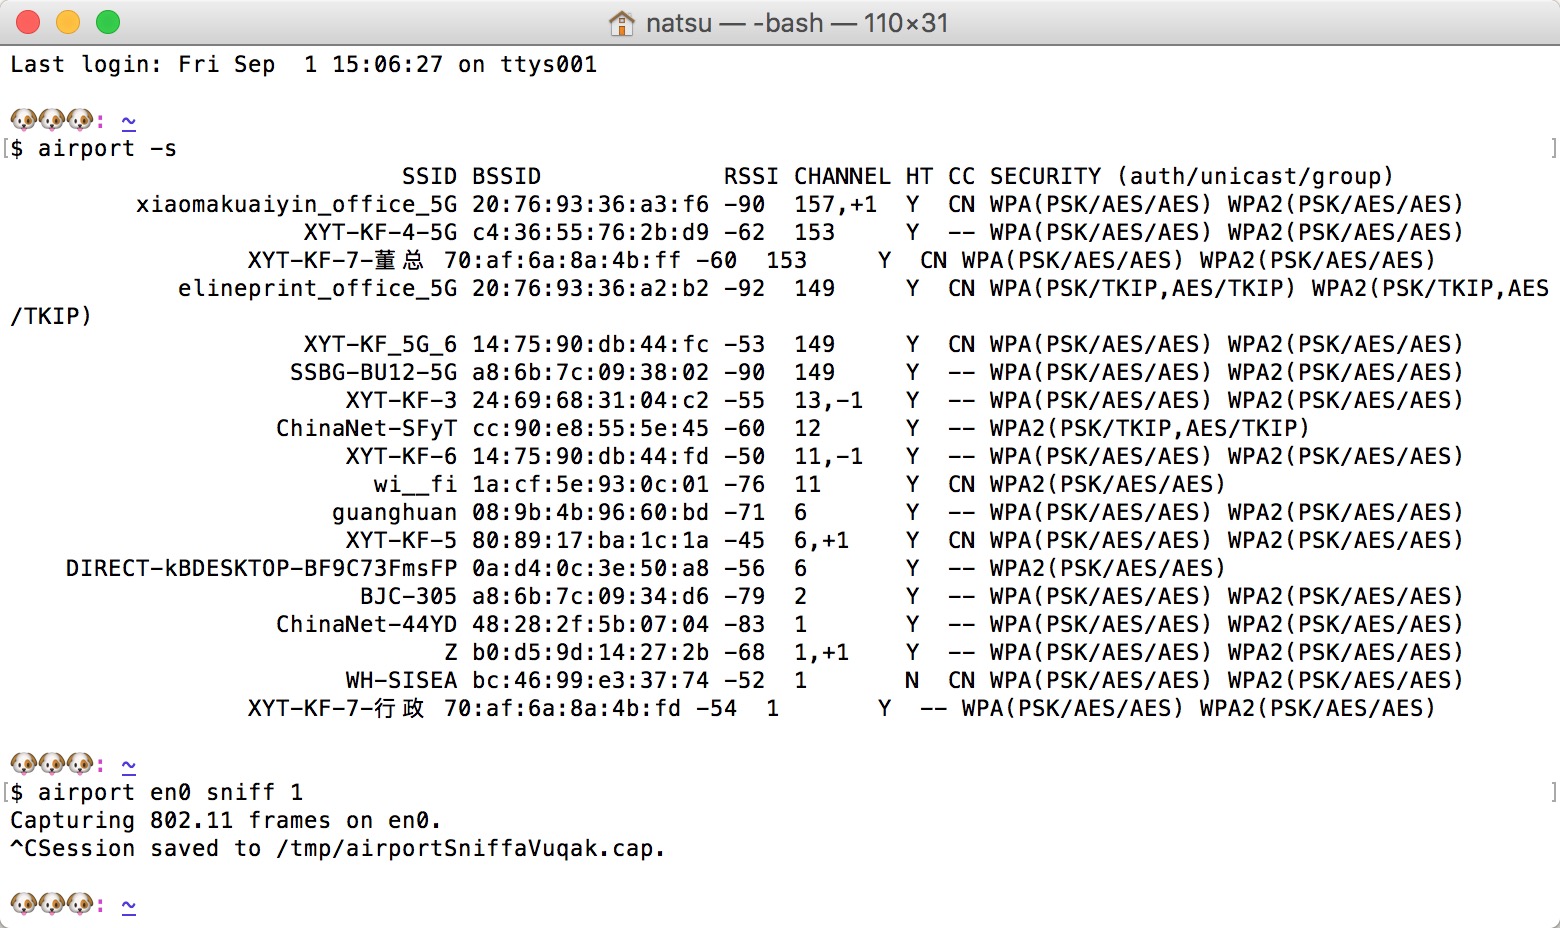 natsu — -bash — 110×31
Last login: Fri Sep  1 15:06:27 on ttys001
🐶🐶🐶: ~
[$ airport -s ]
SSID BSSID             RSSI CHANNEL HT CC SECURITY (auth/unicast/group)
xiaomakuaiyin_office_5G 20:76:93:36:a3:f6 -90  157,+1  Y  CN WPA(PSK/AES/AES) WPA2(PSK/AES/AES)
XYT-KF-4-5G c4:36:55:76:2b:d9 -62  153     Y  -- WPA(PSK/AES/AES) WPA2(PSK/AES/AES)
XYT-KF-7-董总 70:af:6a:8a:4b:ff -60  153     Y  CN WPA(PSK/AES/AES) WPA2(PSK/AES/AES)
elineprint_office_5G 20:76:93:36:a2:b2 -92  149     Y  CN WPA(PSK/TKIP,AES/TKIP) WPA2(PSK/TKIP,AES
/TKIP)
XYT-KF_5G_6 14:75:90:db:44:fc -53  149     Y  CN WPA(PSK/AES/AES) WPA2(PSK/AES/AES)
SSBG-BU12-5G a8:6b:7c:09:38:02 -90  149     Y  -- WPA(PSK/AES/AES) WPA2(PSK/AES/AES)
XYT-KF-3 24:69:68:31:04:c2 -55  13,-1   Y  -- WPA(PSK/AES/AES) WPA2(PSK/AES/AES)
ChinaNet-SFyT cc:90:e8:55:5e:45 -60  12      Y  -- WPA2(PSK/TKIP,AES/TKIP)
XYT-KF-6 14:75:90:db:44:fd -50  11,-1   Y  -- WPA(PSK/AES/AES) WPA2(PSK/AES/AES)
wi__fi 1a:cf:5e:93:0c:01 -76  11      Y  CN WPA2(PSK/AES/AES)
guanghuan 08:9b:4b:96:60:bd -71  6       Y  -- WPA(PSK/AES/AES) WPA2(PSK/AES/AES)
XYT-KF-5 80:89:17:ba:1c:1a -45  6,+1    Y  CN WPA(PSK/AES/AES) WPA2(PSK/AES/AES)
DIRECT-kBDESKTOP-BF9C73FmsFP 0a:d4:0c:3e:50:a8 -56  6       Y  -- WPA2(PSK/AES/AES)
BJC-305 a8:6b:7c:09:34:d6 -79  2       Y  -- WPA(PSK/AES/AES) WPA2(PSK/AES/AES)
ChinaNet-44YD 48:28:2f:5b:07:04 -83  1       Y  -- WPA(PSK/AES/AES) WPA2(PSK/AES/AES)
Z b0:d5:9d:14:27:2b -68  1,+1    Y  -- WPA(PSK/AES/AES) WPA2(PSK/AES/AES)
WH-SISEA bc:46:99:e3:37:74 -52  1       N  CN WPA(PSK/AES/AES) WPA2(PSK/AES/AES)
XYT-KF-7-行政 70:af:6a:8a:4b:fd -54  1       Y  -- WPA(PSK/AES/AES) WPA2(PSK/AES/AES)
🐶🐶🐶: ~
[$ airport en0 sniff 1 ]
Capturing 802.11 frames on en0.
^CSession saved to /tmp/airportSniffaVuqak.cap.
🐶🐶🐶: ~